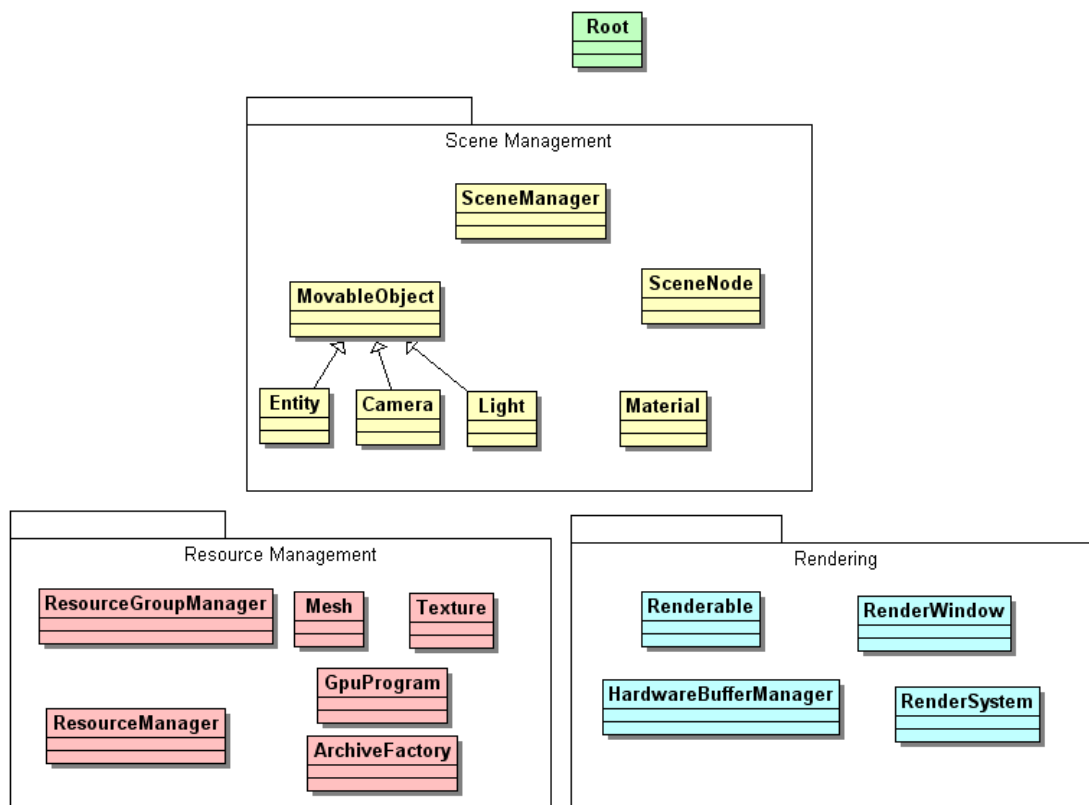 Root
Scene Management
SceneManager
SceneNode
MovableObject
Entity
Camera
Light
Material
Resource Management
ResourceGroupManager
Mesh
Texture
GpuProgram
ResourceManager
ArchiveFactory
Rendering
Renderable
RenderWindow
HardwareBufferManager
RenderSystem